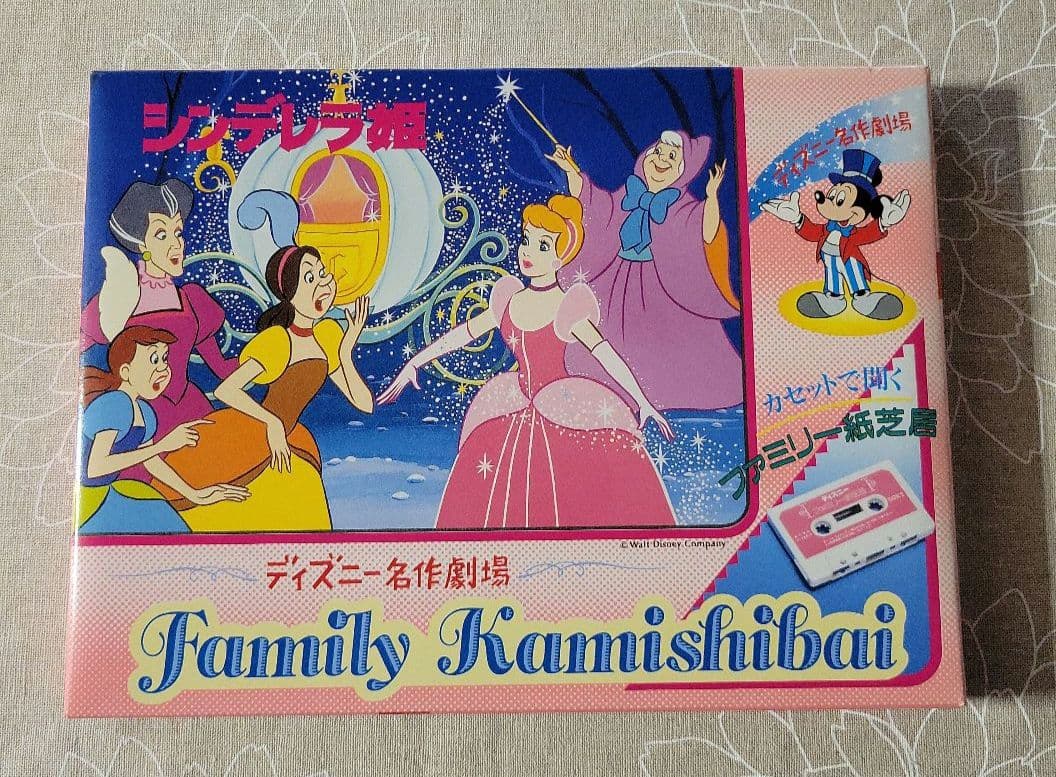 シンデレラ姫
ディズニー名作劇場
カセットで聞く
ファミリー紙芝居
© Walt Disney Company
ディズニー名作劇場
Family Kamishibai